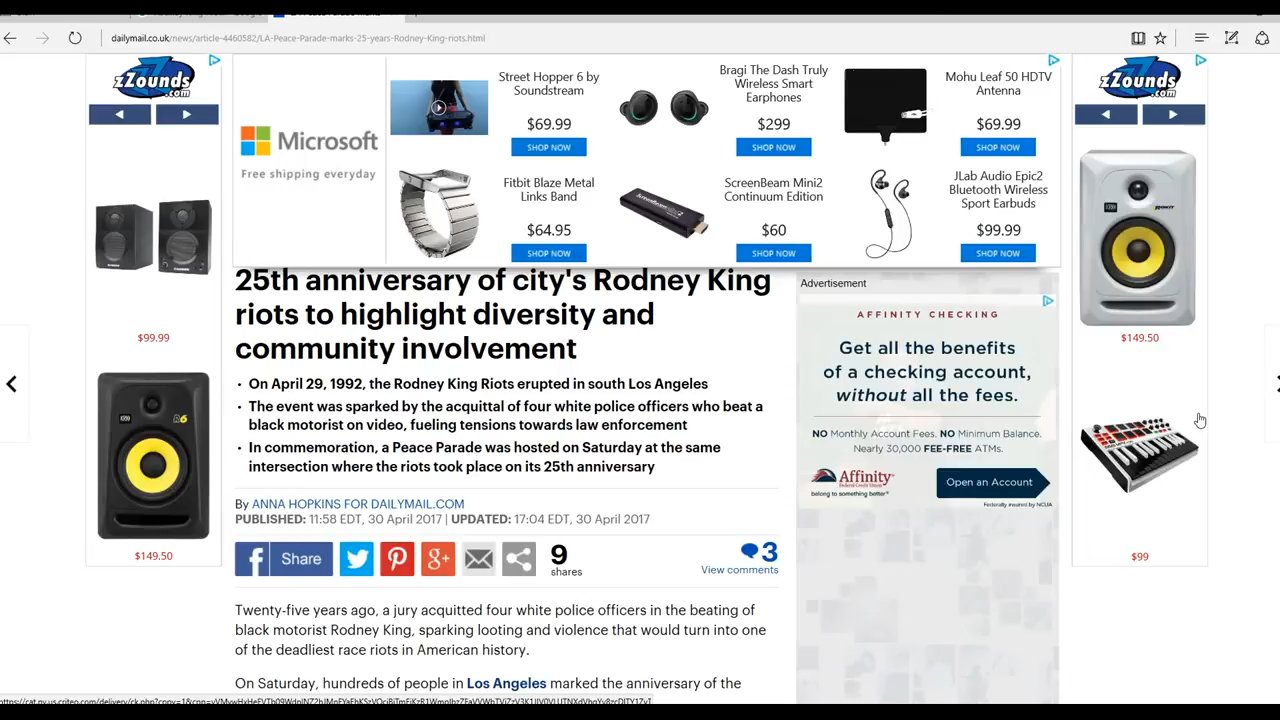 dailymail.co.uk/news/article-4460582/LA-Peace-Parade-marks-25-years-Rodney-King-riots.html
zZounds
.com
$99.99
R6
$149.50
Microsoft
Free shipping everyday
Street Hopper 6 by
Soundstream
$69.99
SHOP NOW
Bragi The Dash Truly
Wireless Smart
Earphones
$299
SHOP NOW
Mohu Leaf 50 HDTV
Antenna
$69.99
SHOP NOW
Fitbit Blaze Metal
Links Band
$64.95
SHOP NOW
ScreenBeam Mini2
Continuum Edition
$60
SHOP NOW
JLab Audio Epic2
Bluetooth Wireless
Sport Earbuds
$99.99
SHOP NOW
25th anniversary of city's Rodney King
riots to highlight diversity and
community involvement
• On April 29, 1992, the Rodney King Riots erupted in south Los Angeles
• The event was sparked by the acquittal of four white police officers who beat a
black motorist on video, fueling tensions towards law enforcement
• In commemoration, a Peace Parade was hosted on Saturday at the same
intersection where the riots took place on its 25th anniversary
By ANNA HOPKINS FOR DAILYMAIL.COM
PUBLISHED: 11:58 EDT, 30 April 2017 | UPDATED: 17:04 EDT, 30 April 2017
f Share
g+
9
shares
3
View comments
Twenty-five years ago, a jury acquitted four white police officers in the beating of
black motorist Rodney King, sparking looting and violence that would turn into one
of the deadliest race riots in American history.
On Saturday, hundreds of people in Los Angeles marked the anniversary of the
Advertisement
AFFINITY CHECKING
Get all the benefits
of a checking account,
without all the fees.
NO Monthly Account Fees. NO Minimum Balance.
Nearly 30,000 FEE-FREE ATMs.
Affinity
Federal Credit Union
belong to something better
Open an Account
Federally insured by NCUA
zZounds
.com
$149.50
$99